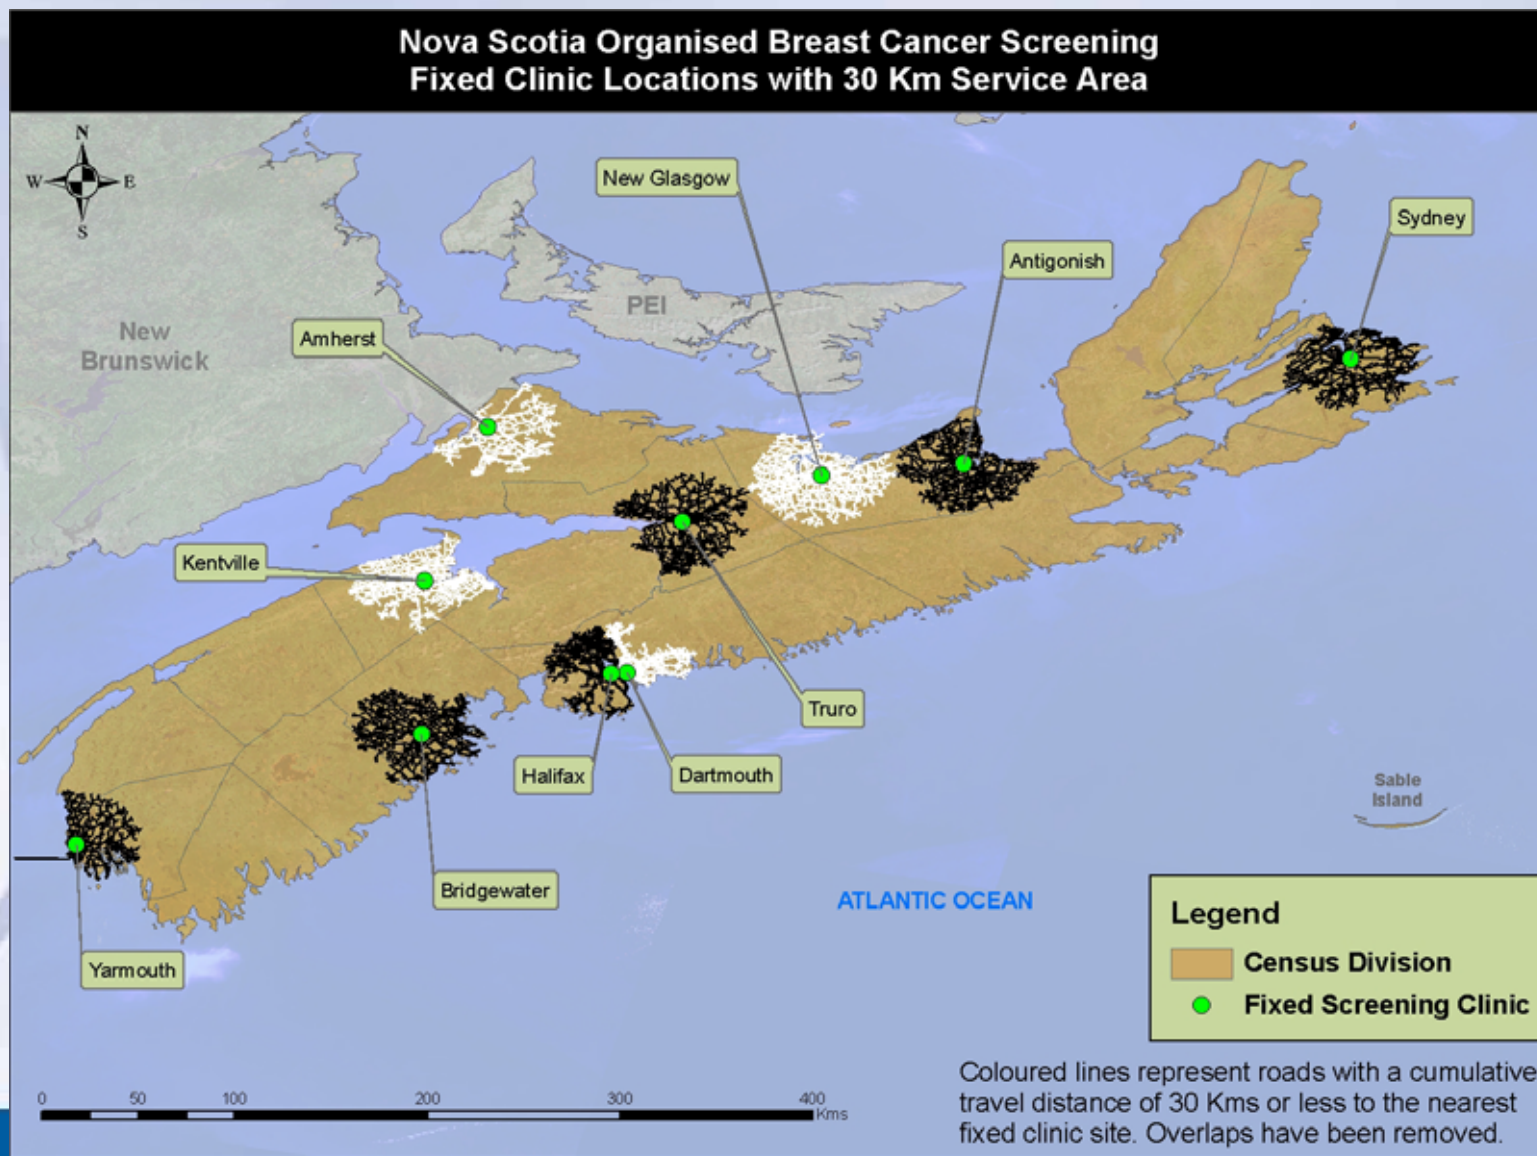 Nova Scotia Organised Breast Cancer Screening
Fixed Clinic Locations with 30 Km Service Area
N
W
E
S
New Glasgow
Sydney
Antigonish
PEI
New
Brunswick
Amherst
Kentville
Truro
Halifax
Dartmouth
Sable
Island
Bridgewater
ATLANTIC OCEAN
Yarmouth
Legend
Census Division
Fixed Screening Clinic
Coloured lines represent roads with a cumulative
travel distance of 30 Kms or less to the nearest
fixed clinic site. Overlaps have been removed.
0 50 100 200 300 400
Kms